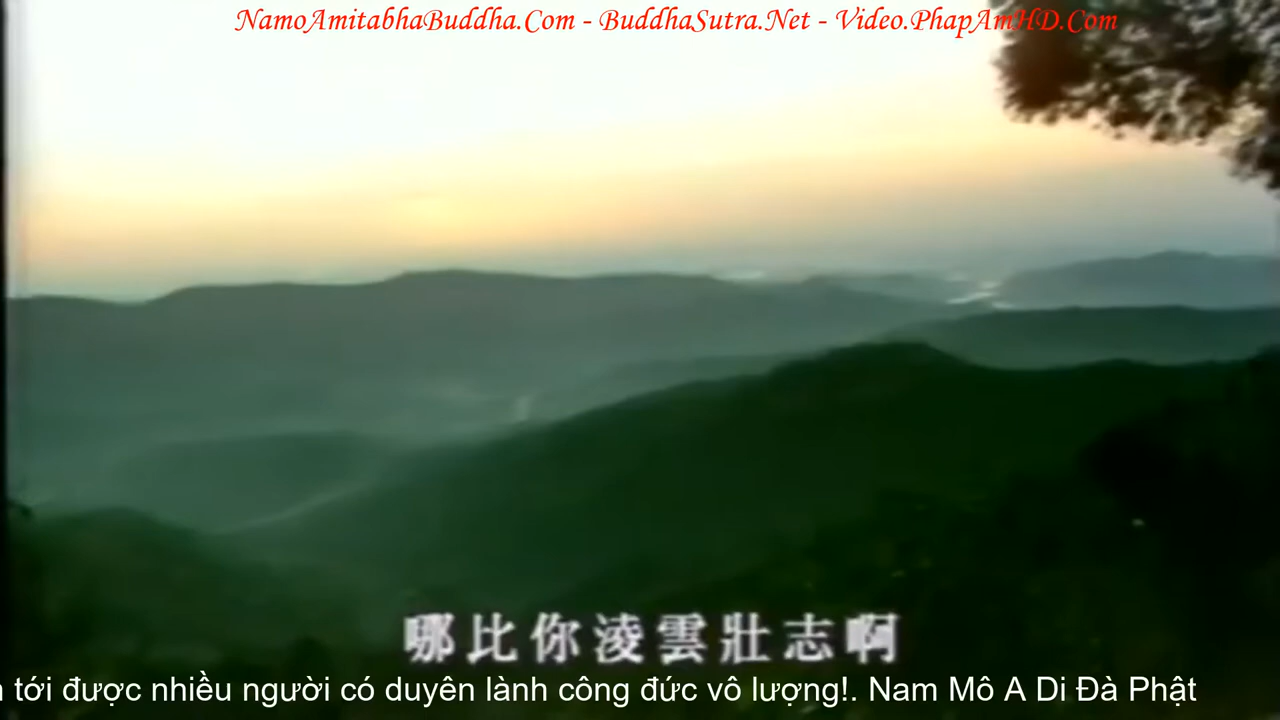 NamoAmitabhaBuddha.Com - BuddhaSutra.Net - Video.PhapAmHD.Com
哪比你淩雲壯志啊
tới được nhiều người có duyên lành công đức vô lượng!. Nam Mô A Di Đà Phật